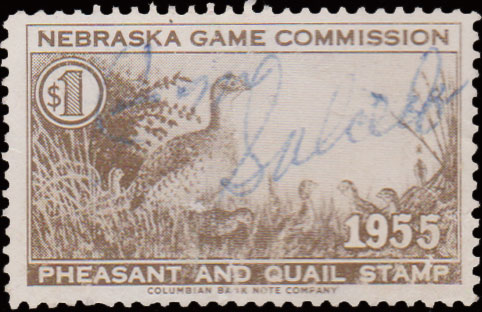 NEBRASKA GAME COMMISSION
$1
1955
PHEASANT AND QUAIL STAMP
COLUMBIAN BANK NOTE COMPANY